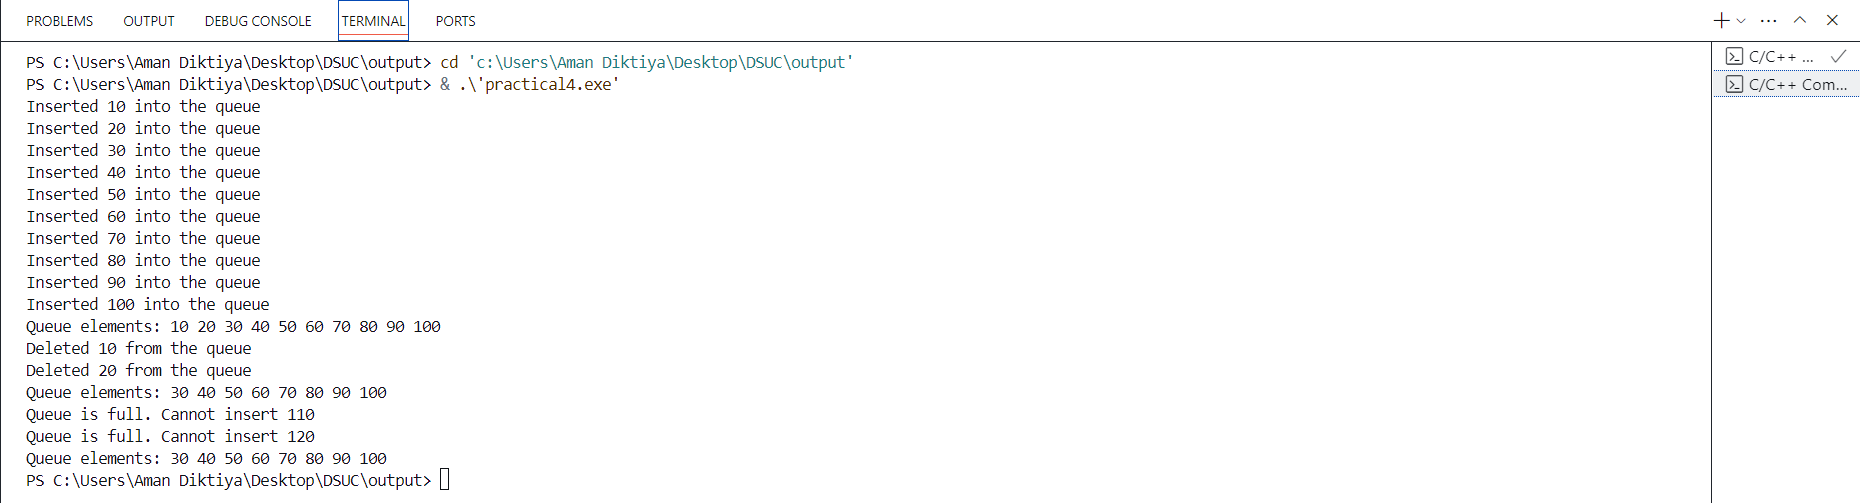 PROBLEMS OUTPUT DEBUG CONSOLE TERMINAL PORTS
PS C:\Users\Aman Diktiya\Desktop\DSUC\output> cd 'c:\Users\Aman Diktiya\Desktop\DSUC\output'
PS C:\Users\Aman Diktiya\Desktop\DSUC\output> & .\'practical4.exe'
Inserted 10 into the queue
Inserted 20 into the queue
Inserted 30 into the queue
Inserted 40 into the queue
Inserted 50 into the queue
Inserted 60 into the queue
Inserted 70 into the queue
Inserted 80 into the queue
Inserted 90 into the queue
Inserted 100 into the queue
Queue elements: 10 20 30 40 50 60 70 80 90 100
Deleted 10 from the queue
Deleted 20 from the queue
Queue elements: 30 40 50 60 70 80 90 100
Queue is full. Cannot insert 110
Queue is full. Cannot insert 120
Queue elements: 30 40 50 60 70 80 90 100
PS C:\Users\Aman Diktiya\Desktop\DSUC\output>
C/C++ ...
C/C++ Com...